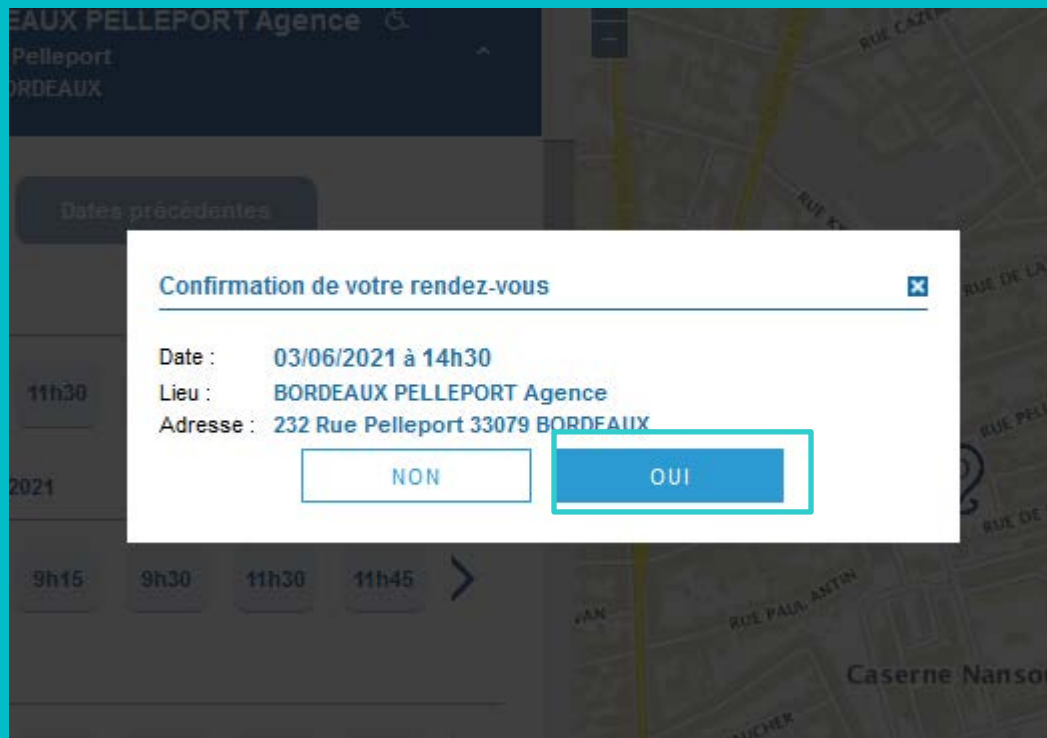 EAUX PELLEPORT Agence
Pelleport
ORDEAUX
Dates précédentes
Confirmation de votre rendez-vous
Date : 03/06/2021 à 14h30
Lieu : BORDEAUX PELLEPORT Agence
Adresse : 232 Rue Pelleport 33079 BORDEAUX
NON OUI
11h30
2021
9h15 9h30 11h30 11h45
RUE DE LA
RUE PELL
RUE DE
RUE PAUL ANTIN
Caserne Nanso